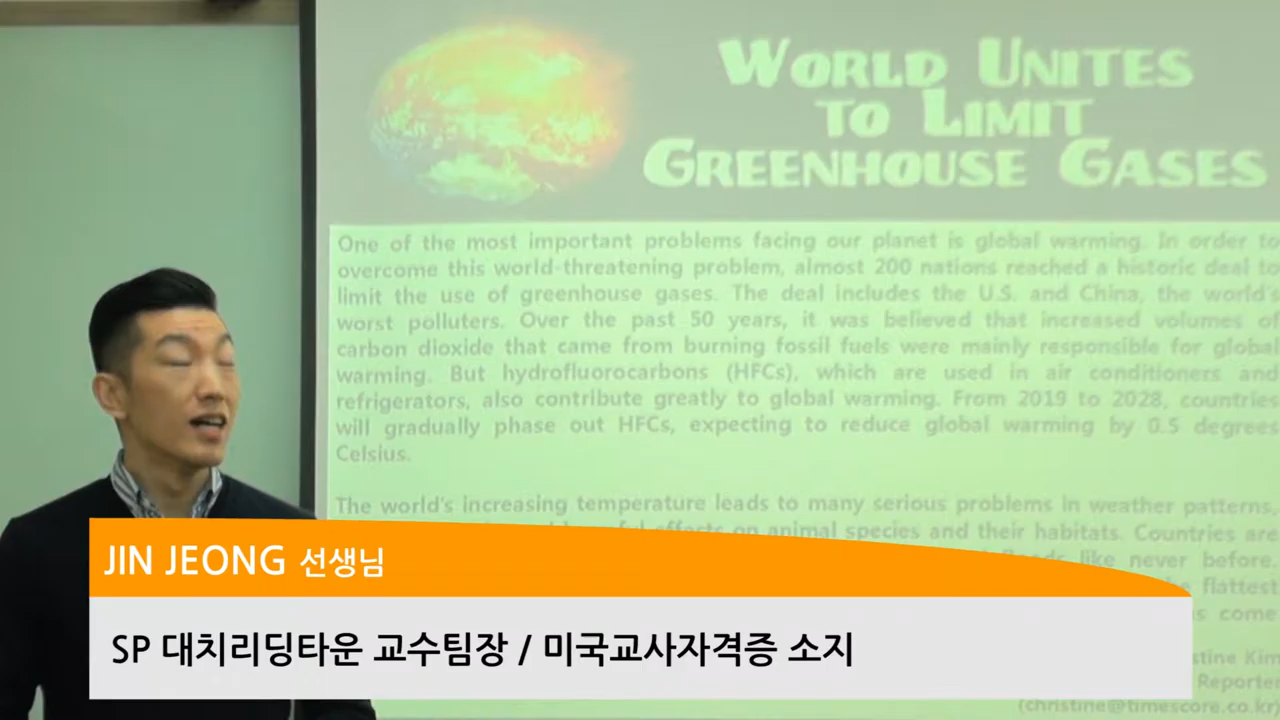 WORLD UNITES
TO LIMIT
GREENHOUSE GASES
One of the most important problems facing our planet is global warming. In order to
overcome this world-threatening problem, almost 200 nations reached a historic deal to
limit the use of greenhouse gases. The deal includes the U.S. and China, the world's
worst polluters. Over the past 50 years, it was believed that increased volumes of
carbon dioxide that came from burning fossil fuels were mainly responsible for global
warming. But hydrofluorocarbons (HFCs), which are used in air conditioners and
refrigerators, also contribute greatly to global warming. From 2019 to 2028, countries
will gradually phase out HFCs, expecting to reduce global warming by 0.5 degrees
Celsius.
The world's increasing temperature leads to many serious problems in weather patterns,
effects on animal species and their habitats. Countries are
like never before.
flattest
come
Kim
Reporter
(christine@timescore.co.kr)
JIN JEONG 선생님
SP 대치리딩타운 교수팀장 / 미국교사자격증 소지